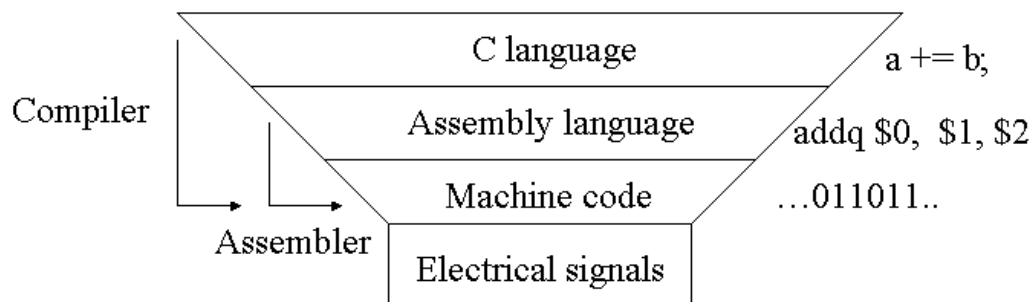 C language
a += b;
Compiler
Assembly language
addq $0, $1, $2
Machine code
...011011..
Assembler
Electrical signals